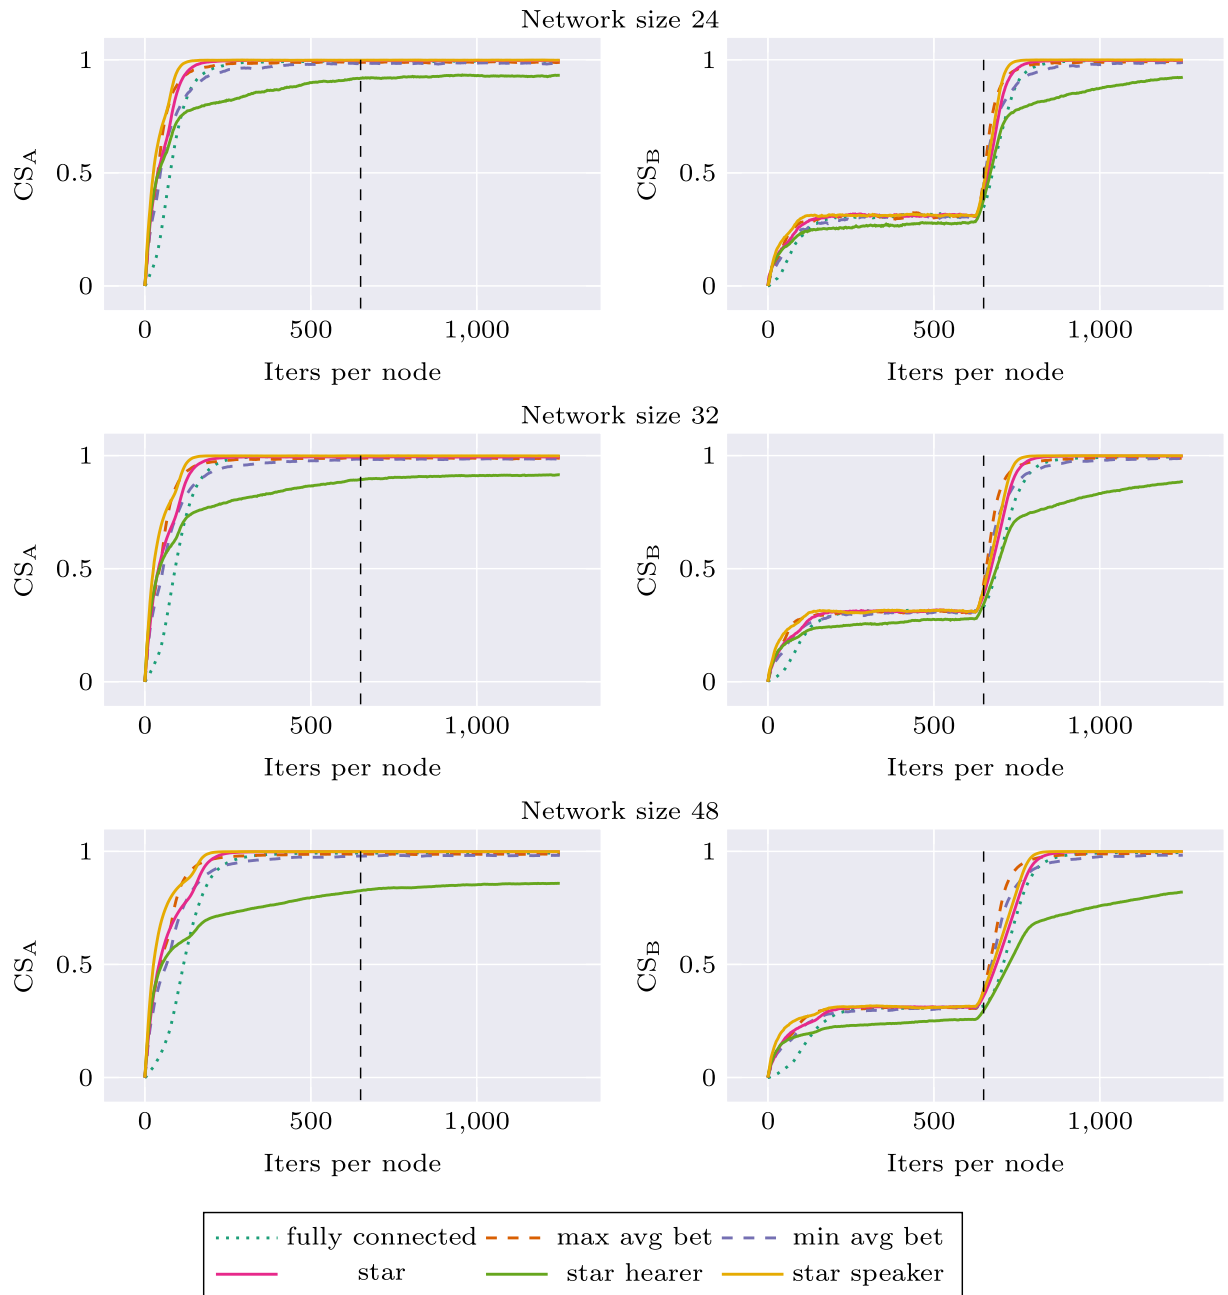 Network size 24
1
0.5
0
CS_A
0 500 1,000
Iters per node
1
0.5
0
CS_B
0 500 1,000
Iters per node
Network size 32
1
0.5
0
CS_A
0 500 1,000
Iters per node
1
0.5
0
CS_B
0 500 1,000
Iters per node
Network size 48
1
0.5
0
CS_A
0 500 1,000
Iters per node
1
0.5
0
CS_B
0 500 1,000
Iters per node
fully connected max avg bet min avg bet
star star hearer star speaker